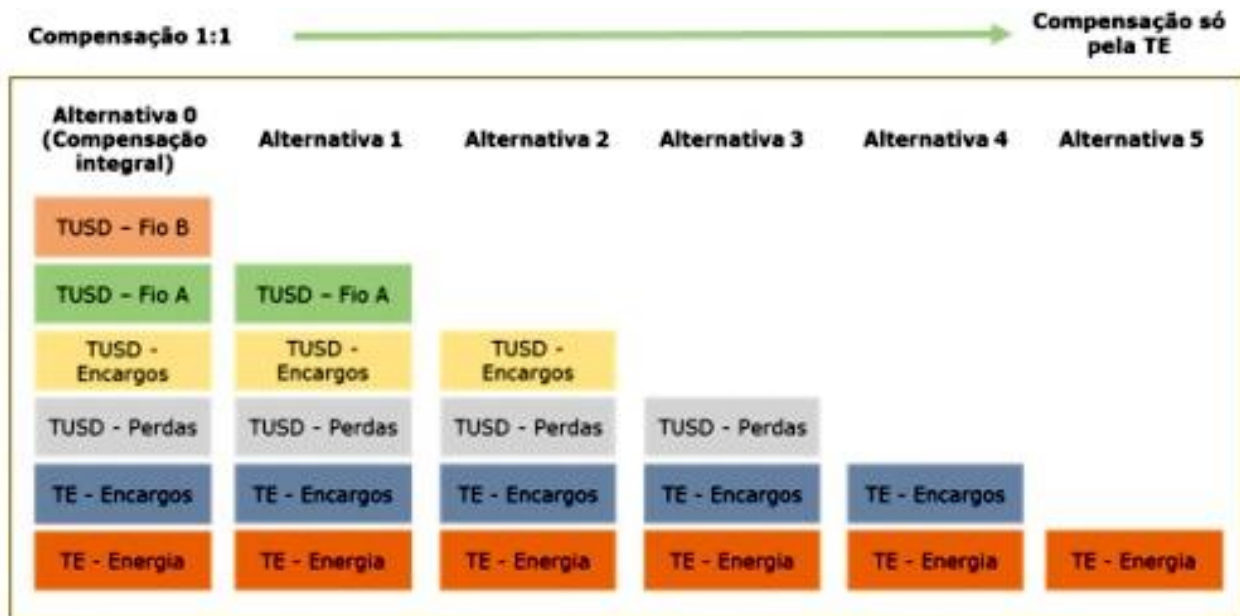 Compensação 1:1
Compensação só
pela TE
Alternativa 0
(Compensação
integral)
Alternativa 1
Alternativa 2
Alternativa 3
Alternativa 4
Alternativa 5
TUSD – Fio B
TUSD – Fio A
TUSD – Fio A
TUSD -
Encargos
TUSD -
Encargos
TUSD -
Encargos
TUSD - Perdas
TUSD - Perdas
TUSD - Perdas
TUSD - Perdas
TE - Encargos
TE - Encargos
TE - Encargos
TE - Encargos
TE - Encargos
TE - Energia
TE - Energia
TE - Energia
TE - Energia
TE - Energia
TE - Energia